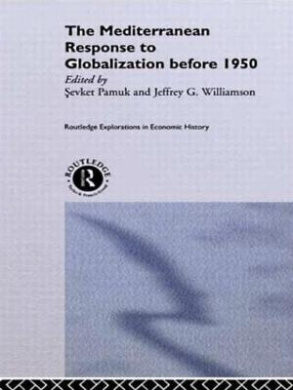 The Mediterranean
Response to
Globalization before 1950
Edited by
Şevket Pamuk and Jeffrey G. Williamson
Routledge Explorations in Economic History
ROUTLEDGE
R
Taylor & Francis Group